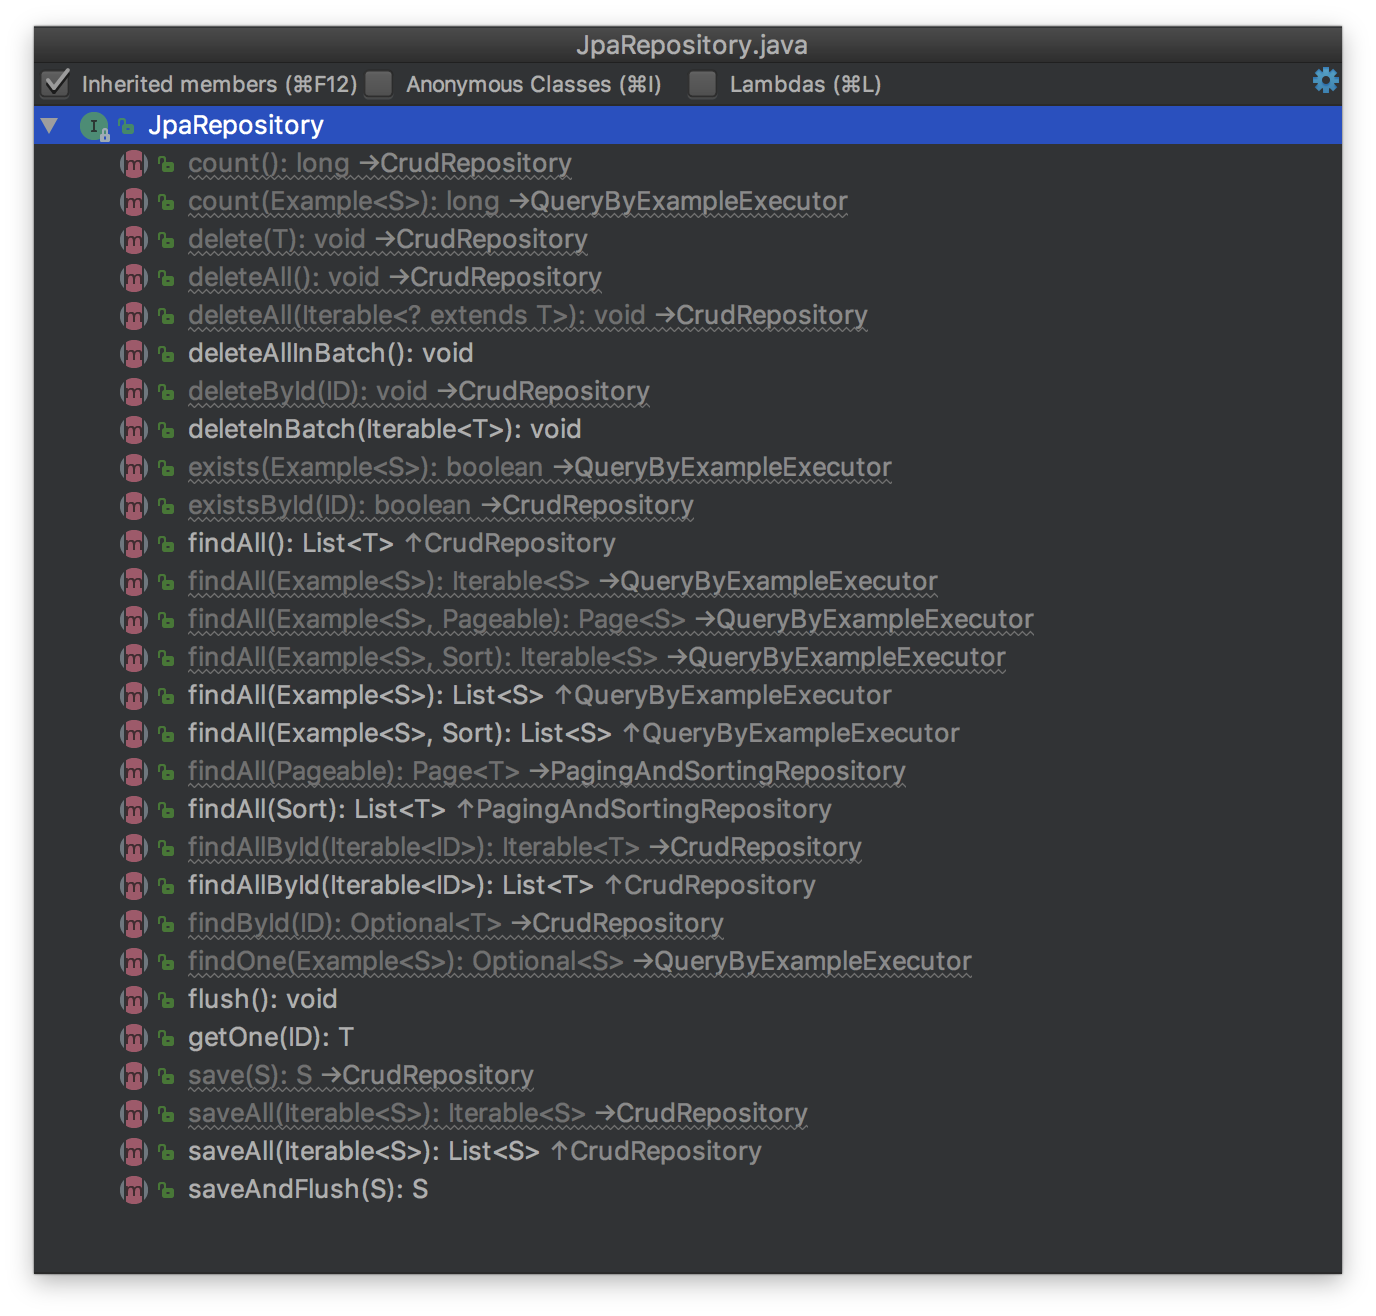 JpaRepository.java
Inherited members (⌘F12) Anonymous Classes (⌘I) Lambdas (⌘L)
I JpaRepository
m count(): long →CrudRepository
m count(Example<S>): long →QueryByExampleExecutor
m delete(T): void →CrudRepository
m deleteAll(): void →CrudRepository
m deleteAll(Iterable<? extends T>): void →CrudRepository
m deleteAllInBatch(): void
m deleteById(ID): void →CrudRepository
m deleteInBatch(Iterable<T>): void
m exists(Example<S>): boolean →QueryByExampleExecutor
m existsById(ID): boolean →CrudRepository
m findAll(): List<T> ↑CrudRepository
m findAll(Example<S>): Iterable<S> →QueryByExampleExecutor
m findAll(Example<S>, Pageable): Page<S> →QueryByExampleExecutor
m findAll(Example<S>, Sort): Iterable<S> →QueryByExampleExecutor
m findAll(Example<S>): List<S> ↑QueryByExampleExecutor
m findAll(Example<S>, Sort): List<S> ↑QueryByExampleExecutor
m findAll(Pageable): Page<T> →PagingAndSortingRepository
m findAll(Sort): List<T> ↑PagingAndSortingRepository
m findAllById(Iterable<ID>): Iterable<T> →CrudRepository
m findAllById(Iterable<ID>): List<T> ↑CrudRepository
m findById(ID): Optional<T> →CrudRepository
m findOne(Example<S>): Optional<S> →QueryByExampleExecutor
m flush(): void
m getOne(ID): T
m save(S): S →CrudRepository
m saveAll(Iterable<S>): Iterable<S> →CrudRepository
m saveAll(Iterable<S>): List<S> ↑CrudRepository
m saveAndFlush(S): S